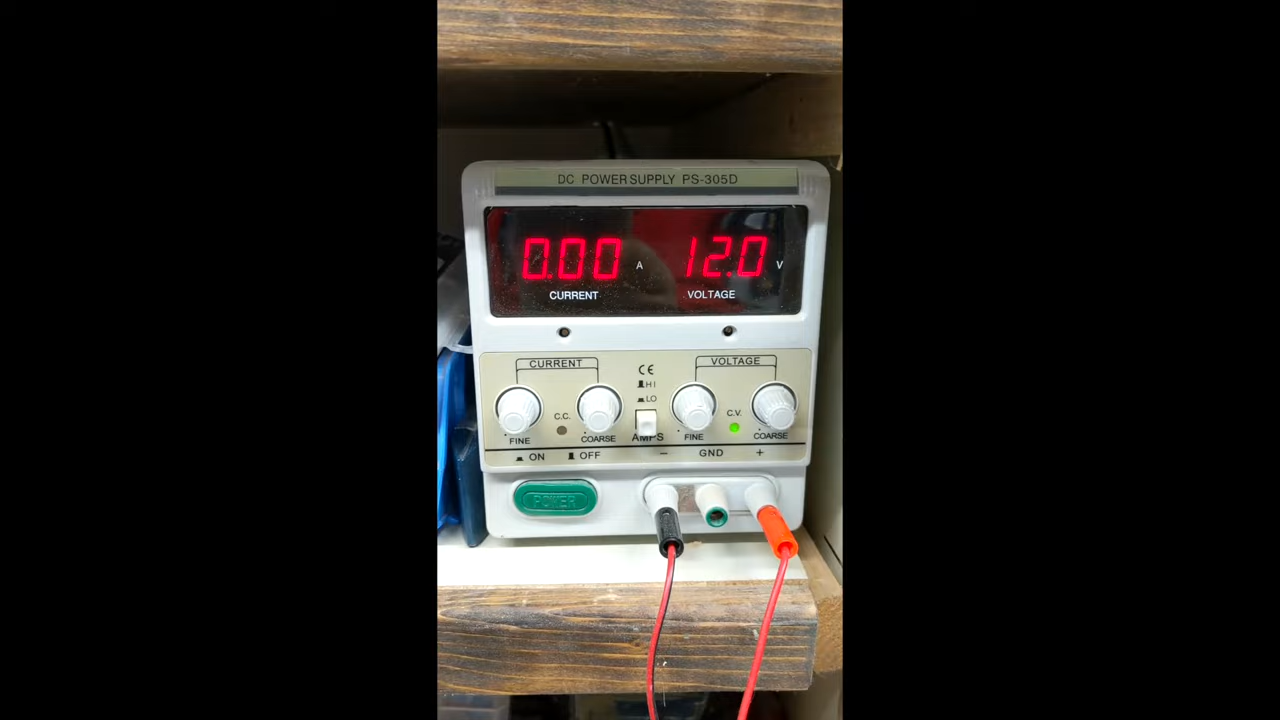 DC POWER SUPPLY PS-305D
0.00 A 12.0 V
CURRENT VOLTAGE
CURRENT CE VOLTAGE
HI
LO
C.C. C.V.
FINE COARSE AMPS FINE COARSE
ON OFF - GND +
POWER